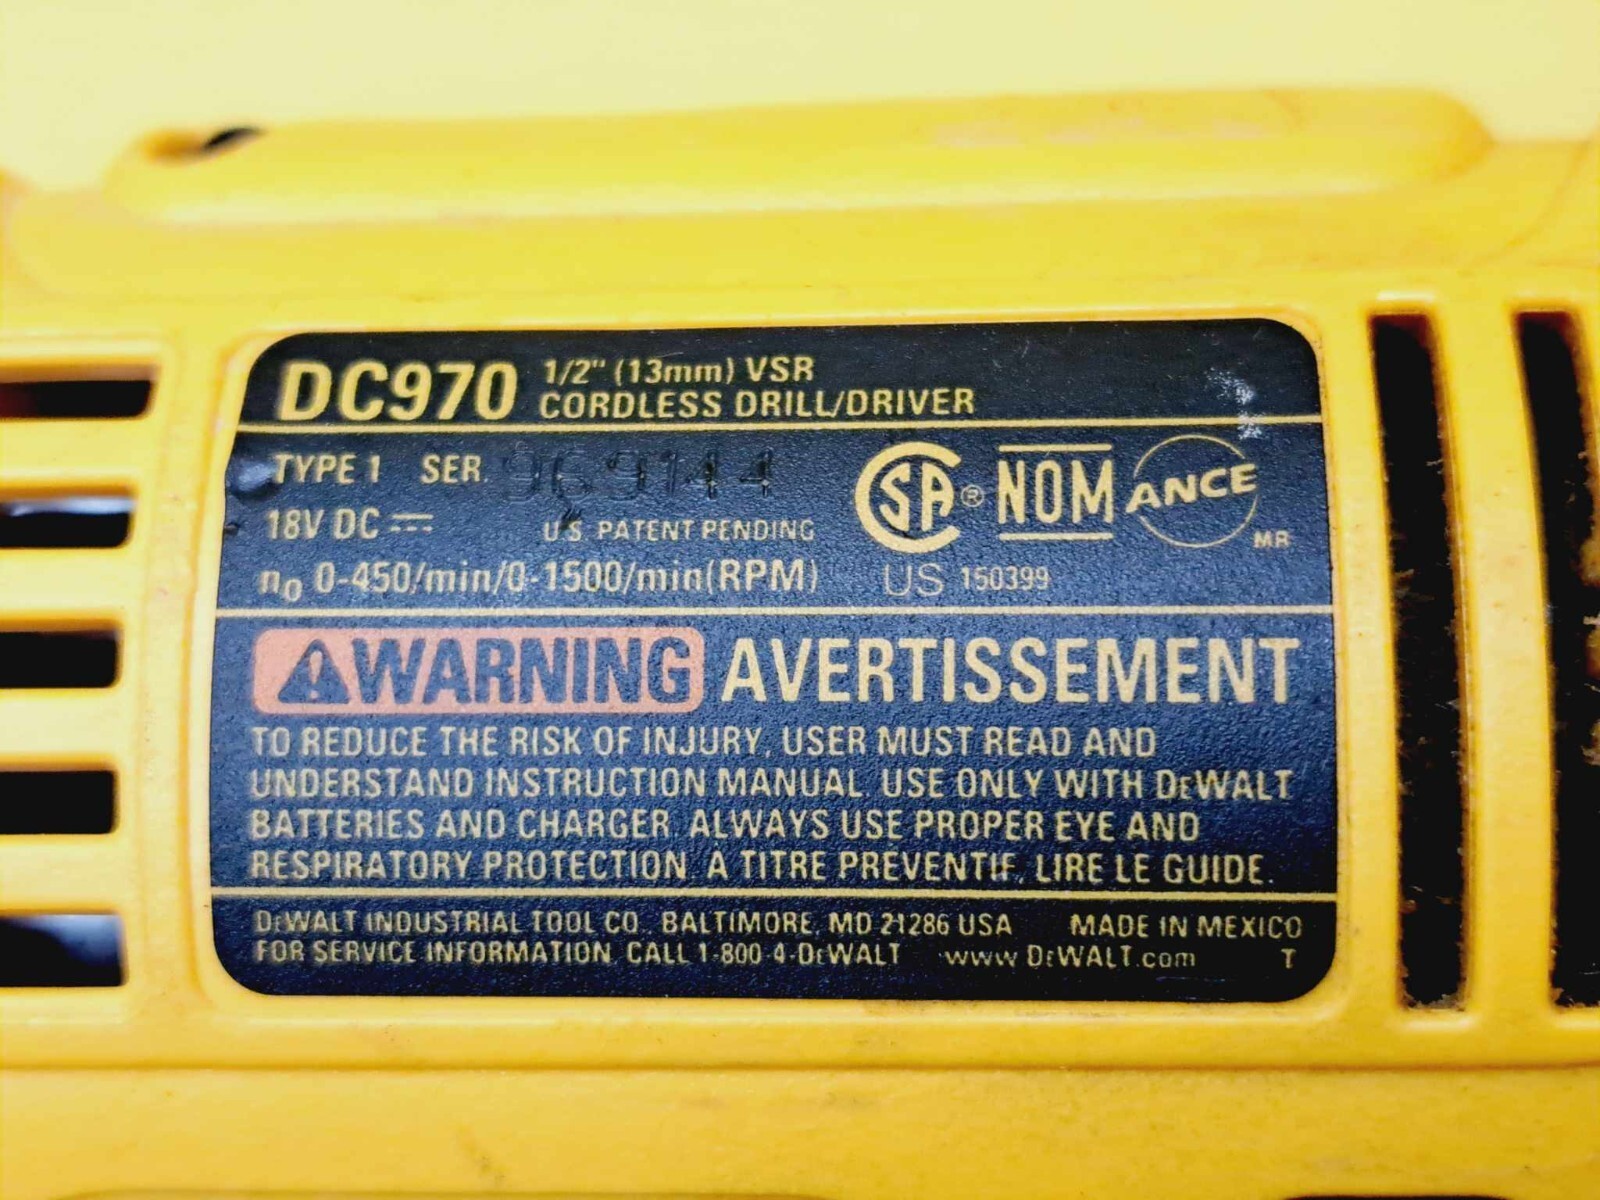 DC970 1/2" (13mm) VSR
CORDLESS DRILL/DRIVER
TYPE 1 SER. 969144
18V DC U.S. PATENT PENDING
n0 0-450/min/0-1500/min(RPM)
CSA ® NOM ANCE MR
US 150399
WARNING AVERTISSEMENT
TO REDUCE THE RISK OF INJURY, USER MUST READ AND
UNDERSTAND INSTRUCTION MANUAL. USE ONLY WITH DeWALT
BATTERIES AND CHARGER. ALWAYS USE PROPER EYE AND
RESPIRATORY PROTECTION. A TITRE PREVENTIF, LIRE LE GUIDE.
DeWALT INDUSTRIAL TOOL CO., BALTIMORE, MD 21286 USA MADE IN MEXICO
FOR SERVICE INFORMATION, CALL 1-800-4-DeWALT www.DeWALT.com T